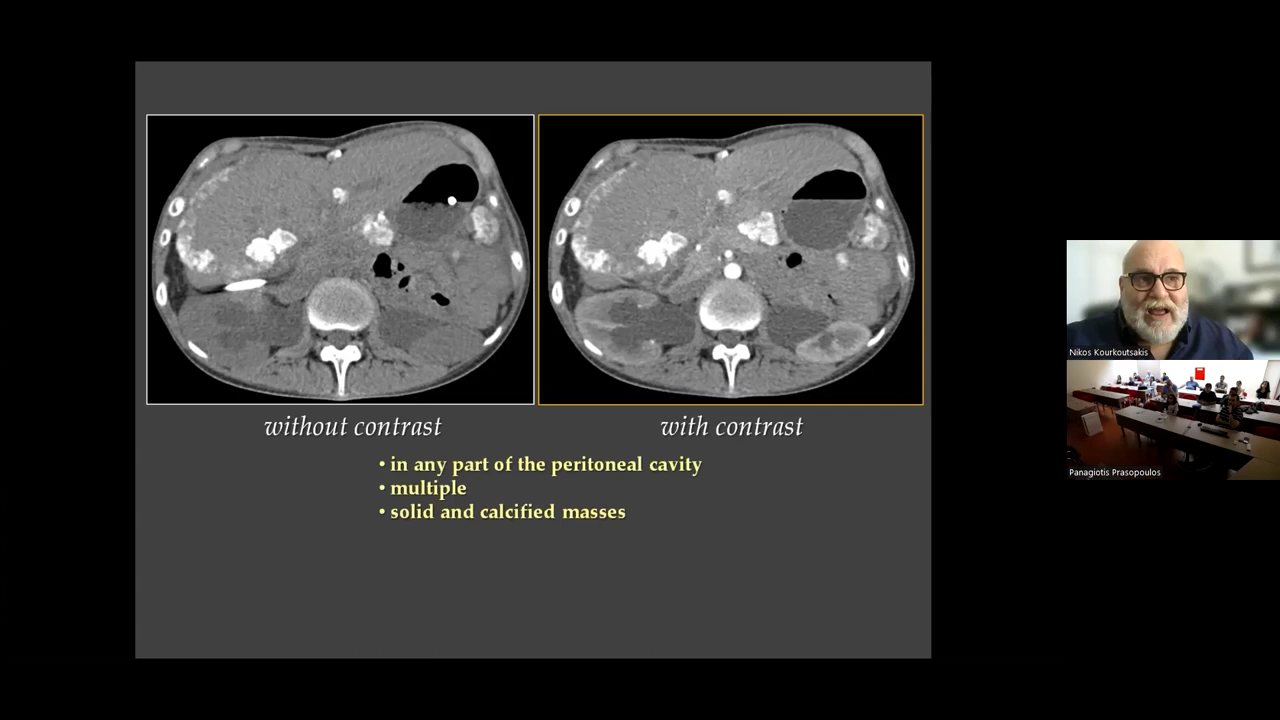 without contrast
with contrast
• in any part of the peritoneal cavity
• multiple
• solid and calcified masses
Nikos Kourkoutsakis
Panagiotis Prasopoulos